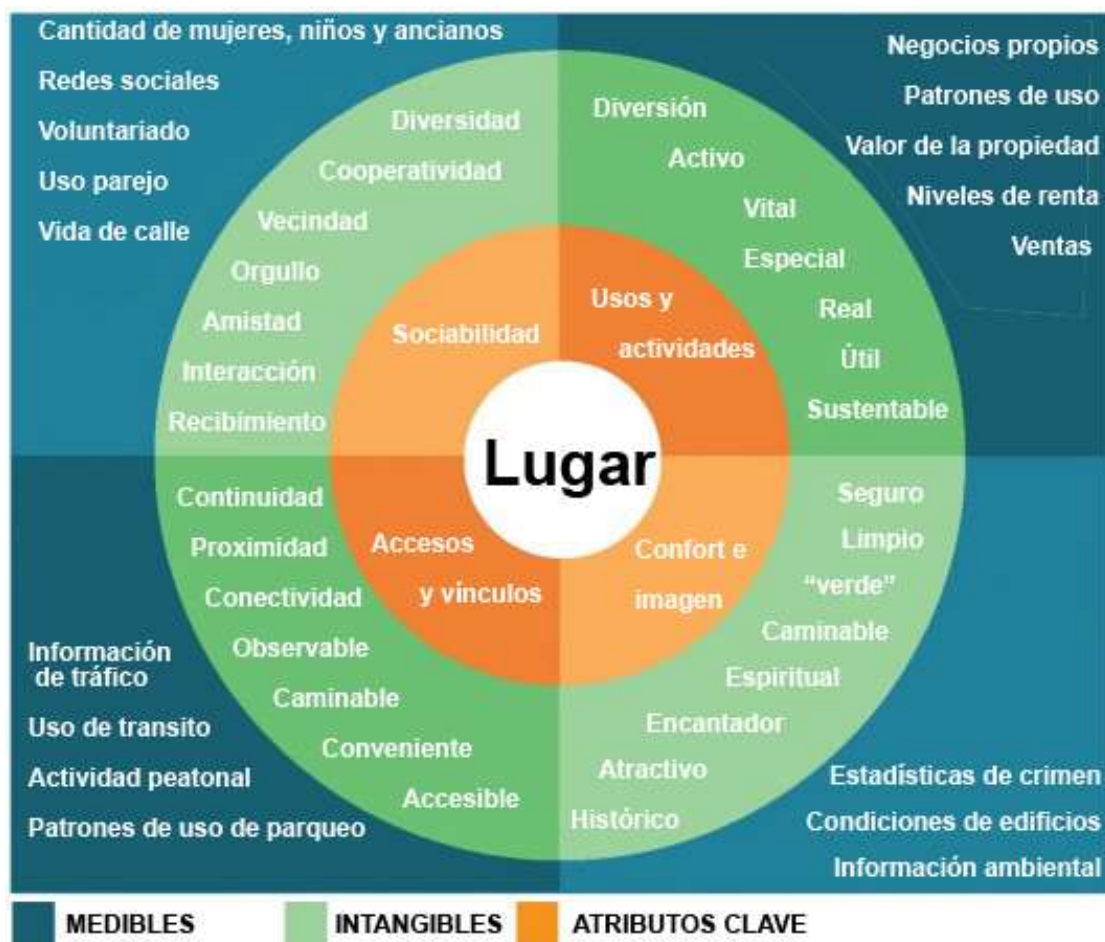 Cantidad de mujeres, niños y ancianos
Redes sociales
Voluntariado
Uso parejo
Vida de calle
Diversidad
Cooperatividad
Vecindad
Orgullo
Amistad
Interacción
Recibimiento
Sociabilidad
Diversión
Activo
Vital
Especial
Real
Útil
Sustentable
Usos y
actividades
Negocios propios
Patrones de uso
Valor de la propiedad
Niveles de renta
Ventas
Lugar
Continuidad
Proximidad
Conectividad
Observable
Caminable
Conveniente
Accesible
Accesos
y vínculos
Información
de tráfico
Uso de transito
Actividad peatonal
Patrones de uso de parqueo
Confort e
imagen
Seguro
Limpio
“verde”
Caminable
Espiritual
Encantador
Atractivo
Histórico
Estadísticas de crimen
Condiciones de edificios
Información ambiental
MEDIBLES
INTANGIBLES
ATRIBUTOS CLAVE